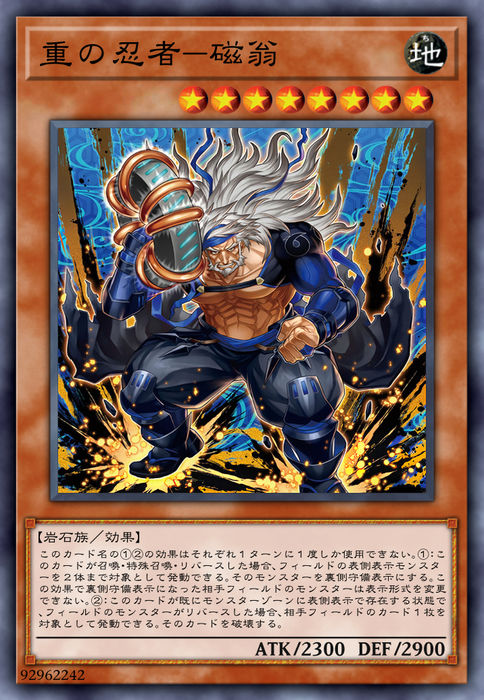 重の忍者－磁翁
ち
地
【岩石族／効果】
このカード名の①②の効果はそれぞれ１ターンに１度しか使用できない。①：こ
のカードが召喚・特殊召喚・リバースした場合、フィールドの表側表示モンスタ
ーを２体まで対象として発動できる。そのモンスターを裏側守備表示にする。こ
の効果で裏側守備表示になった相手フィールドのモンスターは表示形式を変更
できない。②：このカードが既にモンスターゾーンに表側表示で存在する状態で
、フィールドのモンスターがリバースした場合、相手フィールドのカード１枚を
対象として発動できる。そのカードを破壊する。
ATK/2300 DEF/2900
92962242